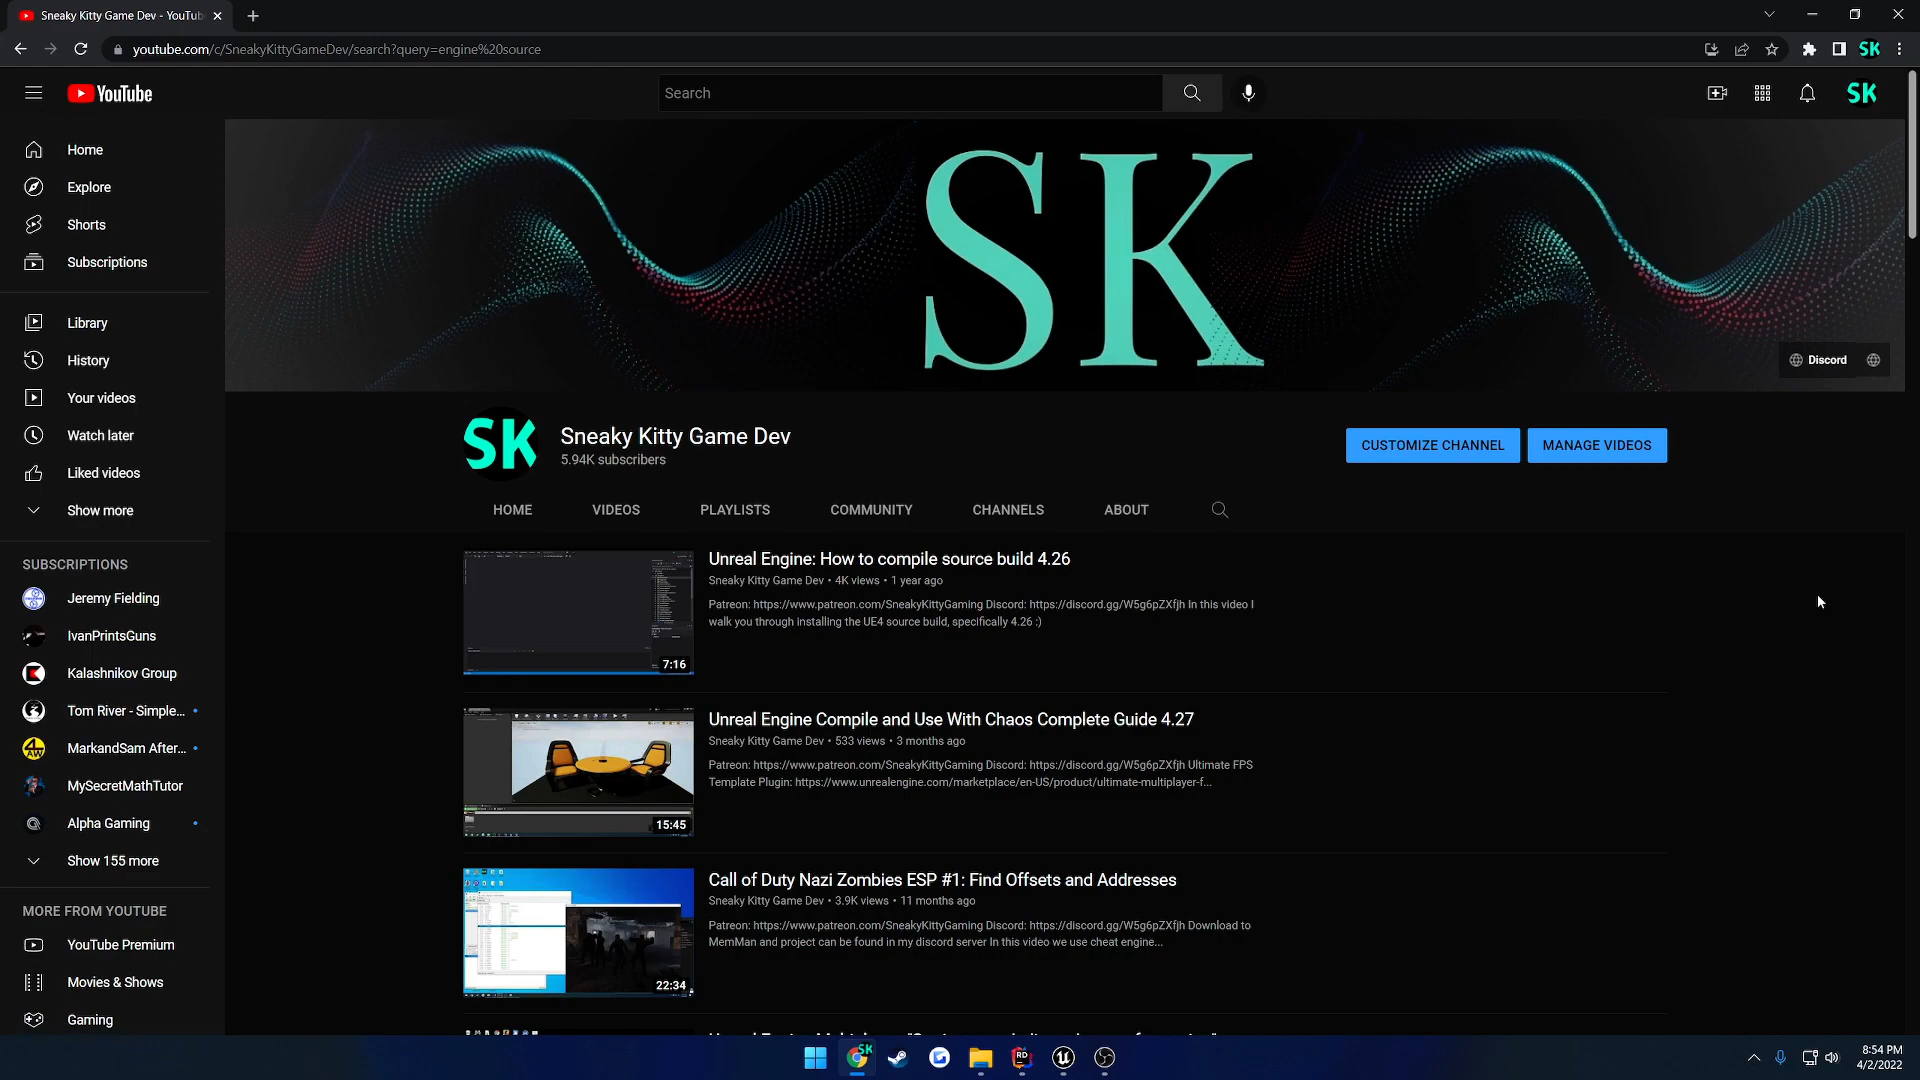 Sneaky Kitty Game Dev - YouTub
youtube.com/c/SneakyKittyGameDev/search?query=engine%20source
SK
YouTube
Search
SK
Home
Explore
Shorts
Subscriptions
Library
History
Your videos
Watch later
Liked videos
Show more
SUBSCRIPTIONS
Jeremy Fielding
IvanPrintsGuns
Kalashnikov Group
Tom River - Simple...
MarkandSam After...
MySecretMathTutor
Alpha Gaming
Show 155 more
MORE FROM YOUTUBE
YouTube Premium
Movies & Shows
Gaming
SK
Discord
SK
Sneaky Kitty Game Dev
5.94K subscribers
CUSTOMIZE CHANNEL
MANAGE VIDEOS
HOME
VIDEOS
PLAYLISTS
COMMUNITY
CHANNELS
ABOUT
7:16
Unreal Engine: How to compile source build 4.26
Sneaky Kitty Game Dev • 4K views • 1 year ago
Patreon: https://www.patreon.com/SneakyKittyGaming Discord: https://discord.gg/W5g6pZXfjh In this video I
walk you through installing the UE4 source build, specifically 4.26 :)
15:45
Unreal Engine Compile and Use With Chaos Complete Guide 4.27
Sneaky Kitty Game Dev • 533 views • 3 months ago
Patreon: https://www.patreon.com/SneakyKittyGaming Discord: https://discord.gg/W5g6pZXfjh Ultimate FPS
Template Plugin: https://www.unrealengine.com/marketplace/en-US/product/ultimate-multiplayer-f...
22:34
Call of Duty Nazi Zombies ESP #1: Find Offsets and Addresses
Sneaky Kitty Game Dev • 3.9K views • 11 months ago
Patreon: https://www.patreon.com/SneakyKittyGaming Discord: https://discord.gg/W5g6pZXfjh Download to
MemMan and project can be found in my discord server In this video we use cheat engine...
SK
RD
8:54 PM
4/2/2022